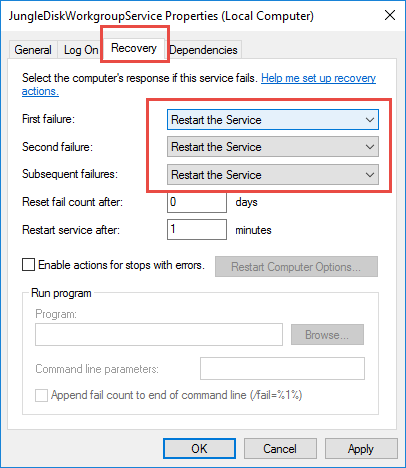 JungleDiskWorkgroupService Properties (Local Computer)
General Log On Recovery Dependencies
Select the computer's response if this service fails. Help me set up recovery
actions.
First failure: Restart the Service
Second failure: Restart the Service
Subsequent failures: Restart the Service
Reset fail count after: 0 days
Restart service after: 1 minutes
Enable actions for stops with errors. Restart Computer Options...
Run program
Program:
Browse...
Command line parameters:
Append fail count to end of command line (/fail=%1%)
OK Cancel Apply